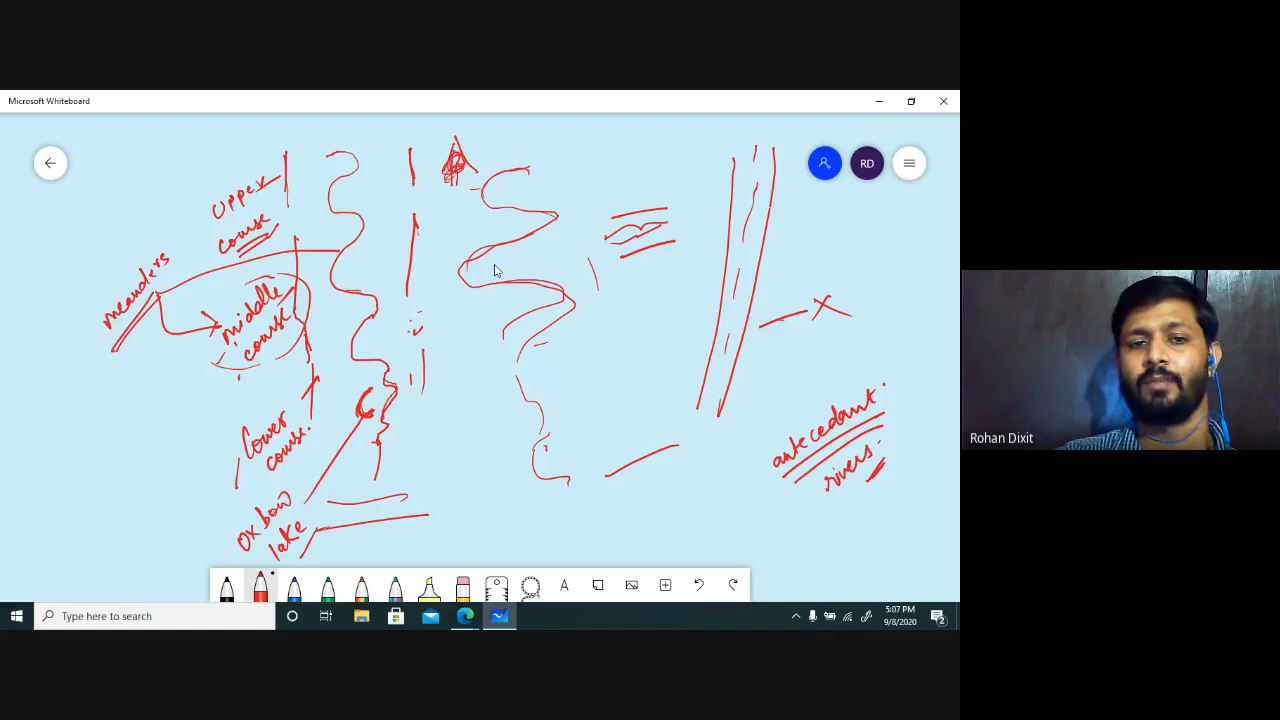 Microsoft Whiteboard
RD
Upper
course
meanders
middle
course
Lower
course.
Ox bow
lake
X
antecedant
rivers
Rohan Dixit
A
Type here to search
5:07 PM
9/8/2020
2